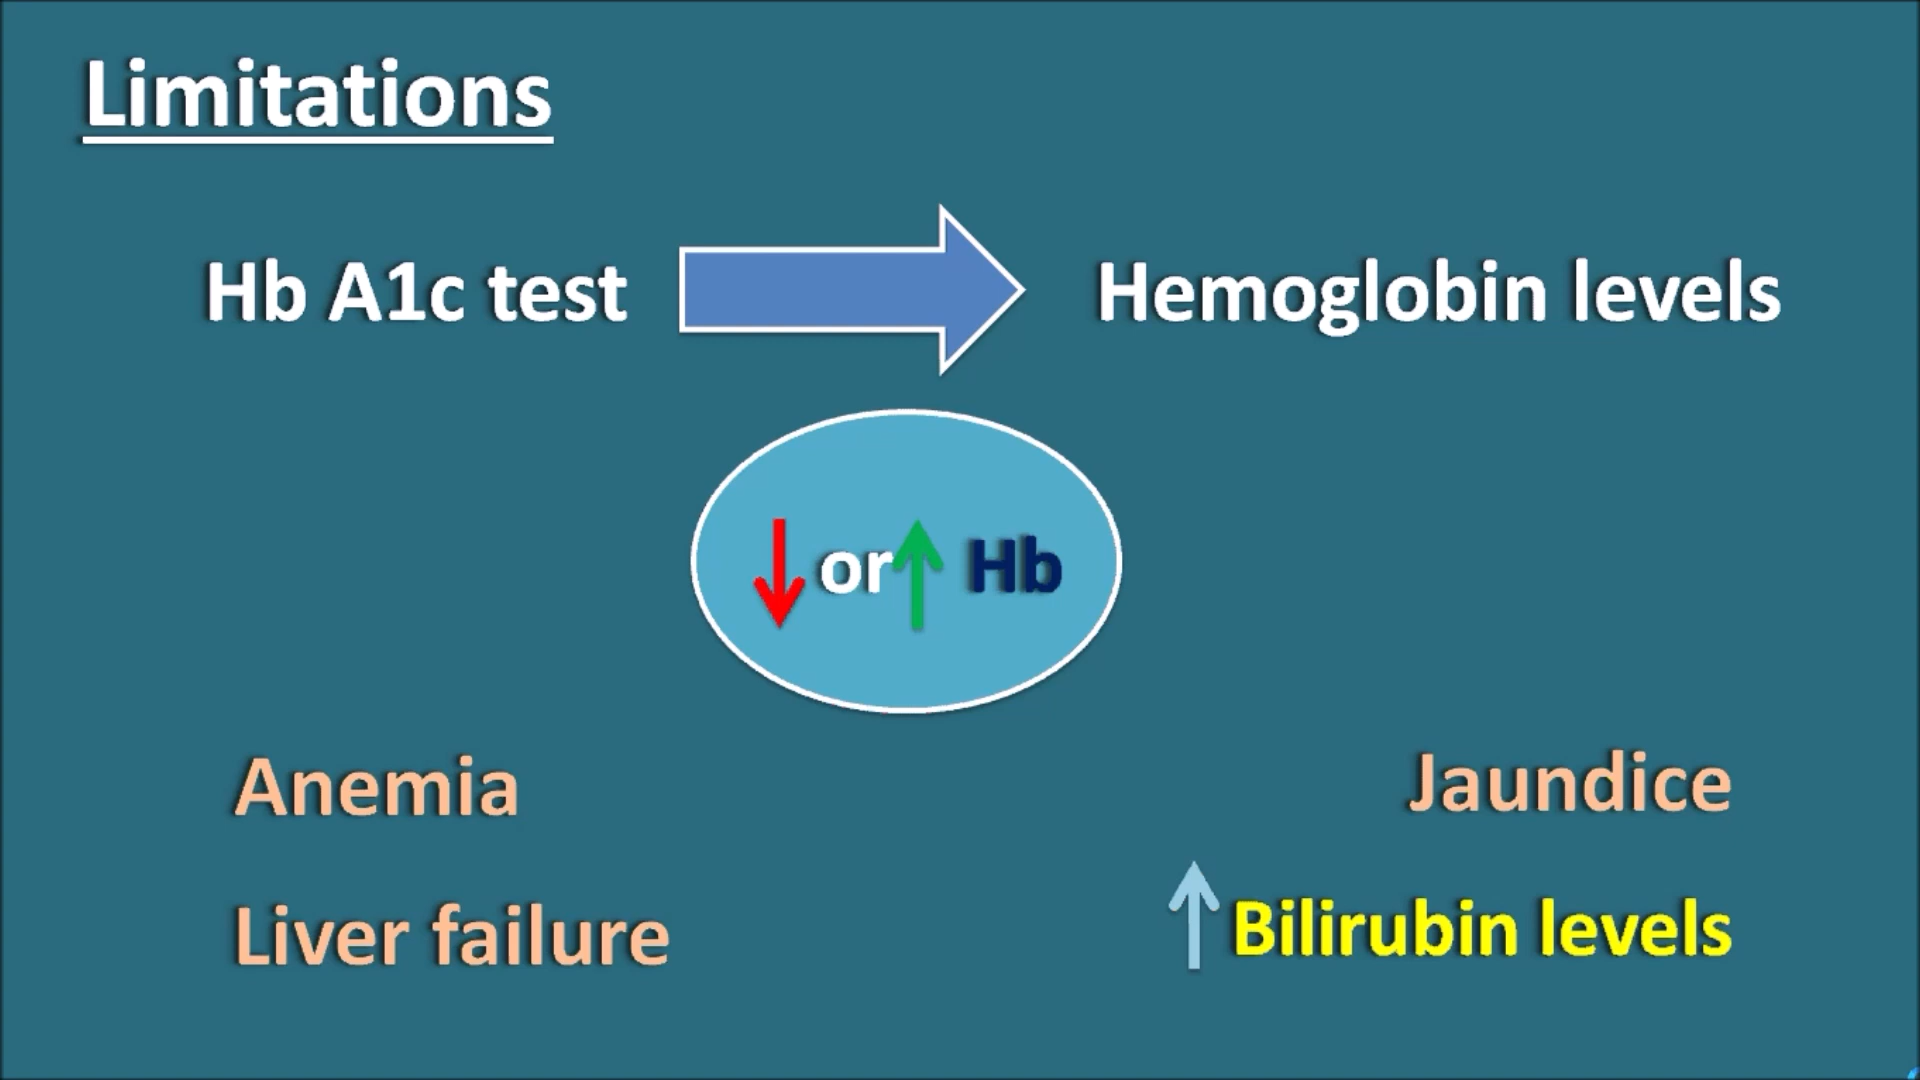 Limitations
Hb A1c test
Hemoglobin levels
or Hb
Anemia
Jaundice
Liver failure
Bilirubin levels